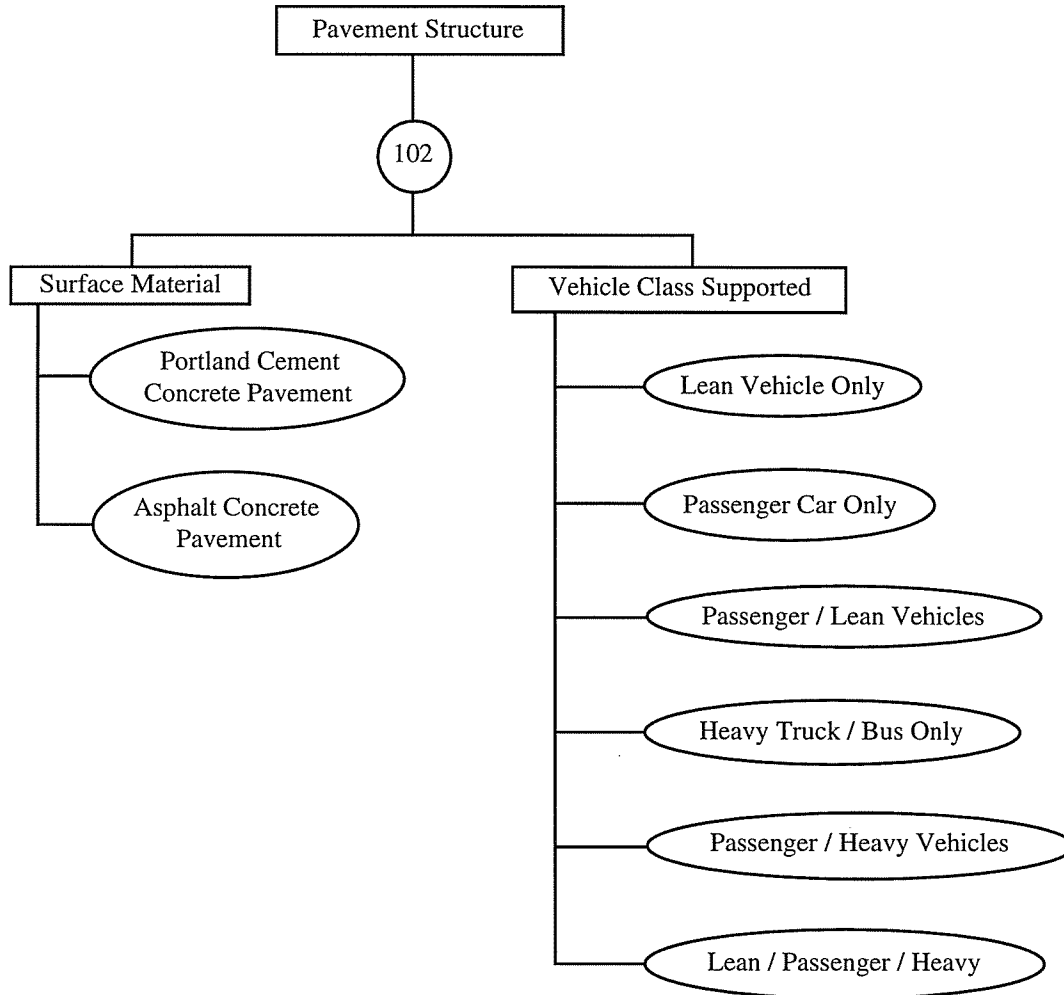 Pavement Structure
102
Surface Material
Portland Cement
Concrete Pavement
Asphalt Concrete
Pavement
Vehicle Class Supported
Lean Vehicle Only
Passenger Car Only
Passenger / Lean Vehicles
Heavy Truck / Bus Only
Passenger / Heavy Vehicles
Lean / Passenger / Heavy